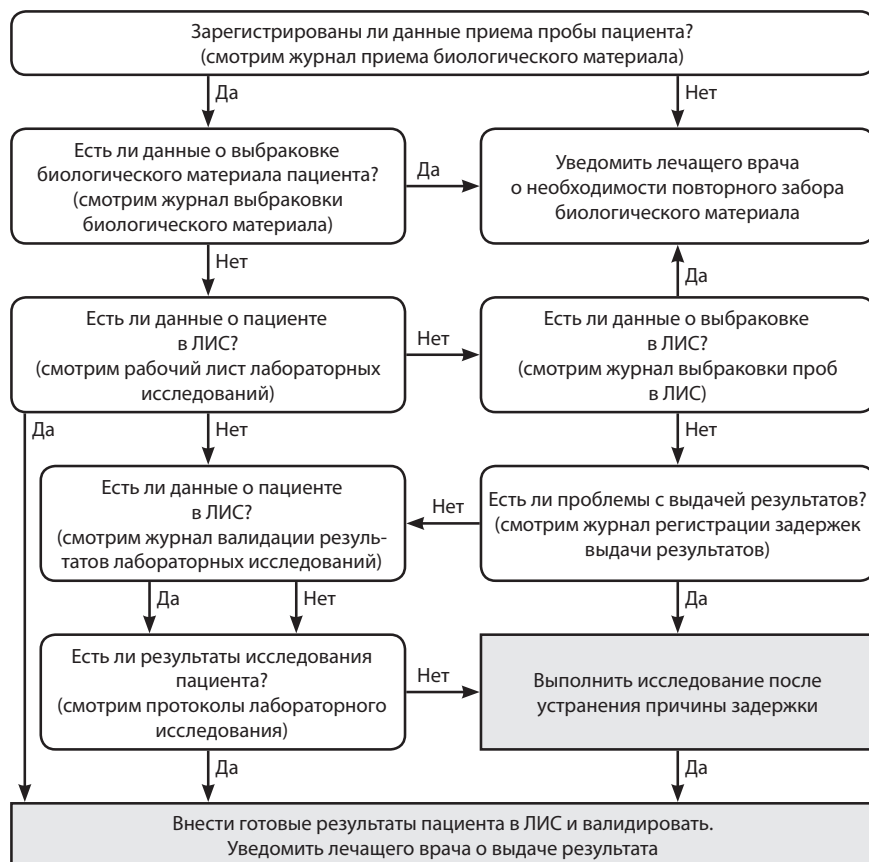 Зарегистрированы ли данные приема пробы пациента?
(смотрим журнал приема биологического материала)
Да
Нет
Есть ли данные о выбраковке
биологического материала пациента?
(смотрим журнал выбраковки
биологического материала)
Да
Уведомить лечащего врача
о необходимости повторного забора
биологического материала
Нет
Да
Есть ли данные о пациенте
в ЛИС?
(смотрим рабочий лист лабораторных
исследований)
Нет
Есть ли данные о выбраковке
в ЛИС?
(смотрим журнал выбраковки проб
в ЛИС)
Да
Нет
Нет
Есть ли данные о пациенте
в ЛИС?
(смотрим журнал валидации резуль-
татов лабораторных исследований)
Нет
Есть ли проблемы с выдачей результатов?
(смотрим журнал регистрации задержек
выдачи результатов)
Да
Нет
Да
Есть ли результаты исследования
пациента?
(смотрим протоколы лабораторного
исследования)
Нет
Выполнить исследование после
устранения причины задержки
Да
Да
Внести готовые результаты пациента в ЛИС и валидировать.
Уведомить лечащего врача о выдаче результата